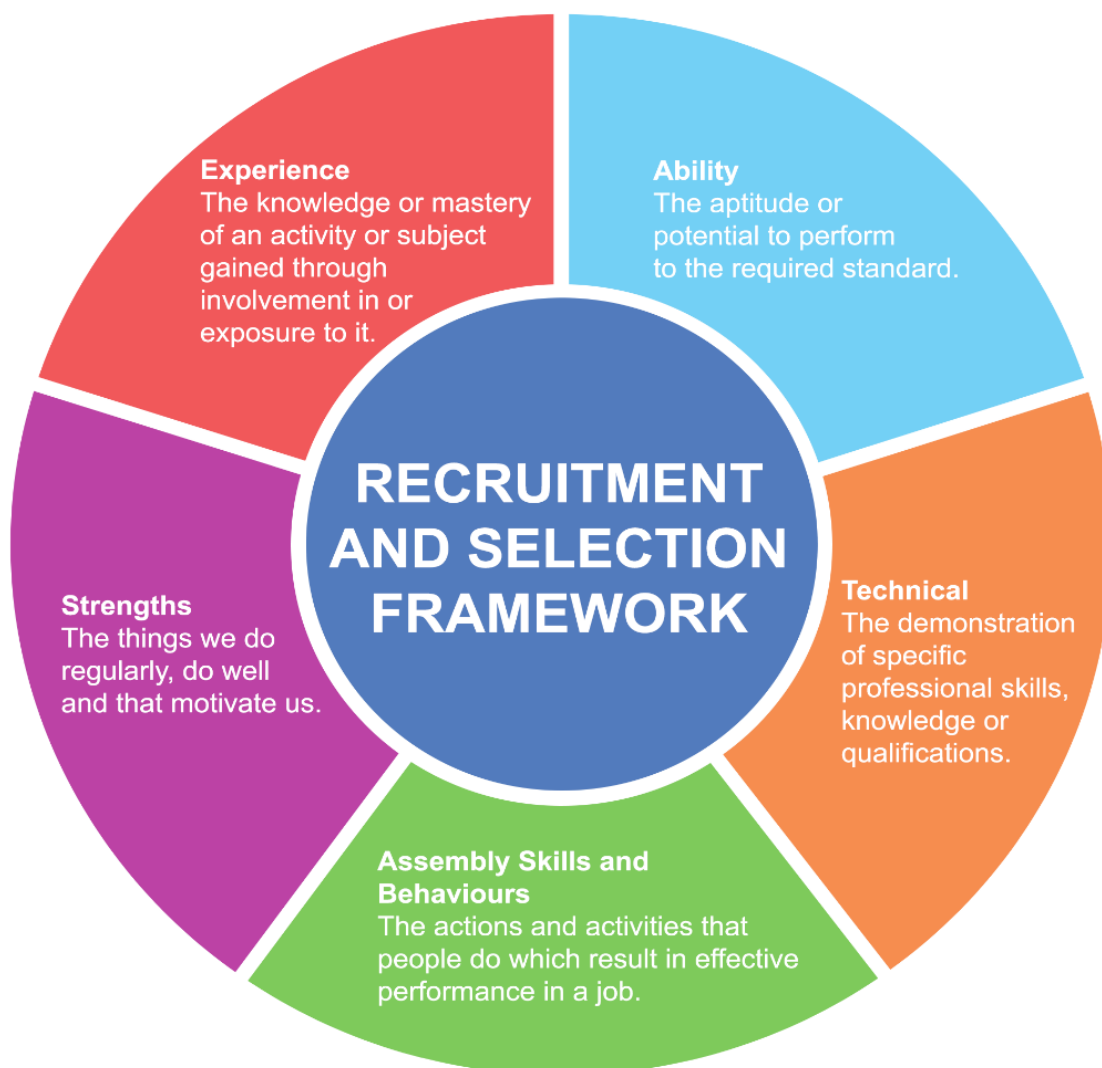 Experience
The knowledge or mastery
of an activity or subject
gained through
involvement in or
exposure to it.
Ability
The aptitude or
potential to perform
to the required standard.
RECRUITMENT
AND SELECTION
FRAMEWORK
Strengths
The things we do
regularly, do well
and that motivate us.
Technical
The demonstration
of specific
professional skills,
knowledge or
qualifications.
Assembly Skills and
Behaviours
The actions and activities that
people do which result in effective
performance in a job.